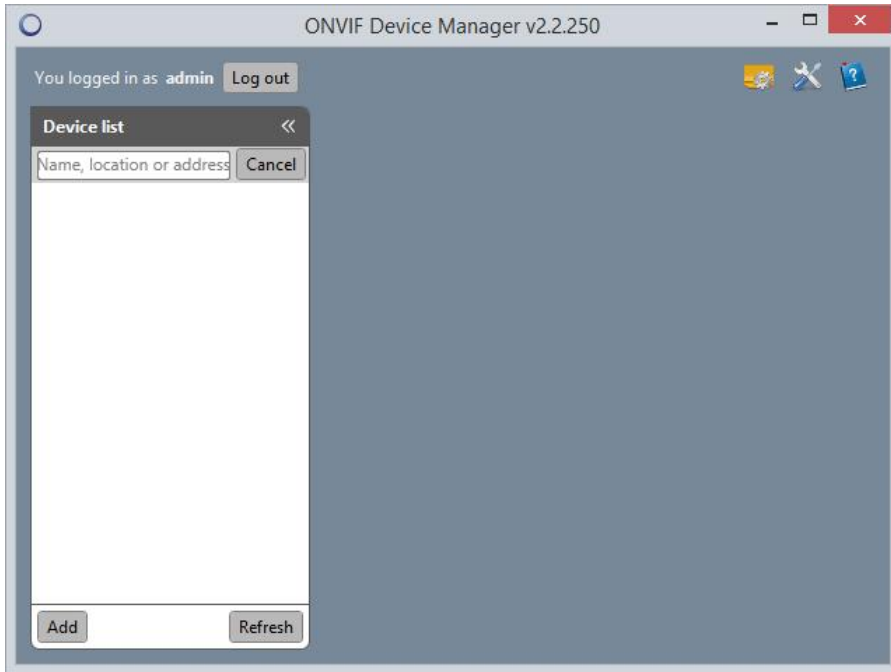 ONVIF Device Manager v2.2.250
You logged in as admin Log out
?
Device list
Name, location or address Cancel
Add Refresh